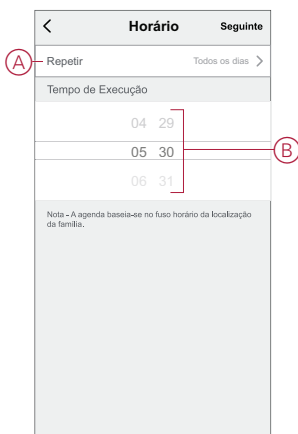 Horário Seguinte
A Repetir Todos os dias
Tempo de Execução
04 29
05 30
B
06 31
Nota - A agenda baseia-se no fuso horário da localização
da família.